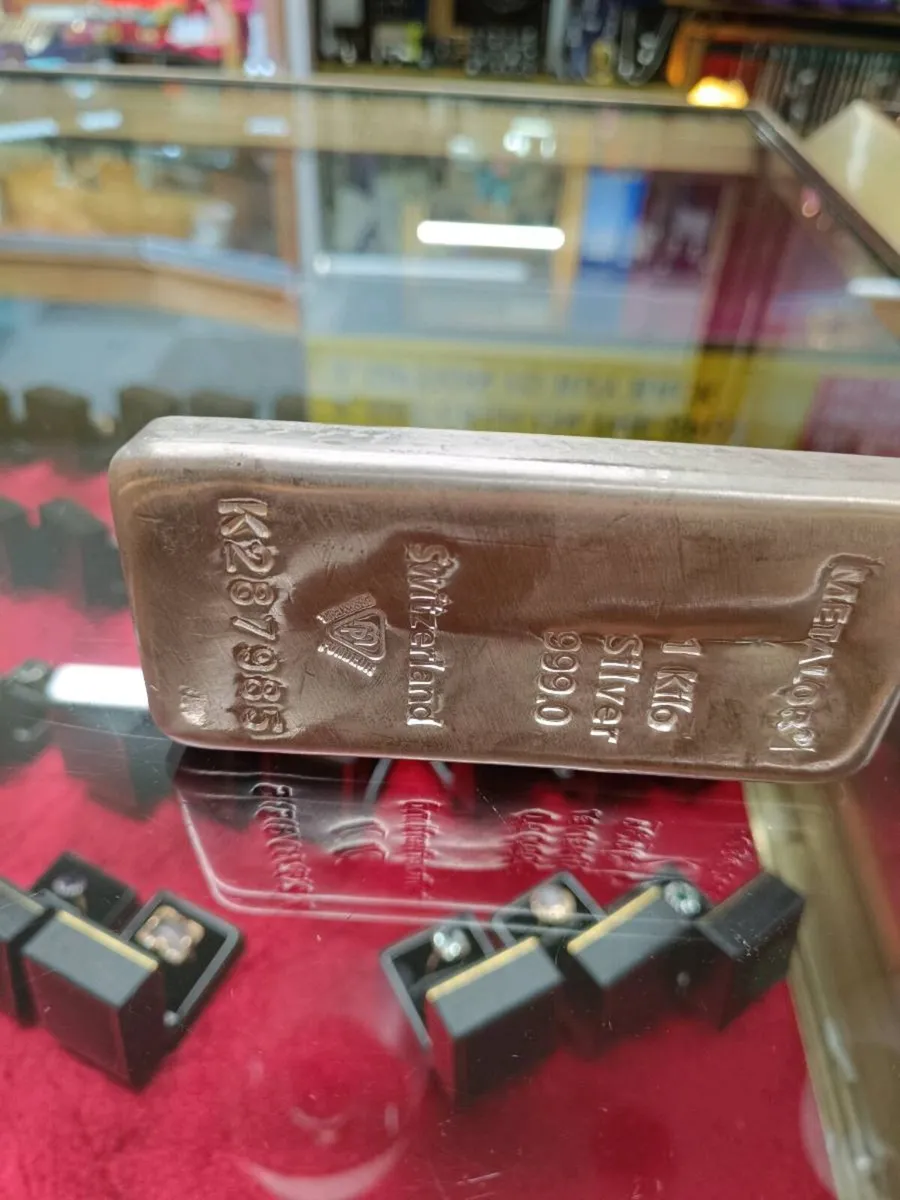 METALOR
1 KILO
Silver
999.0
Switzerland
K287985